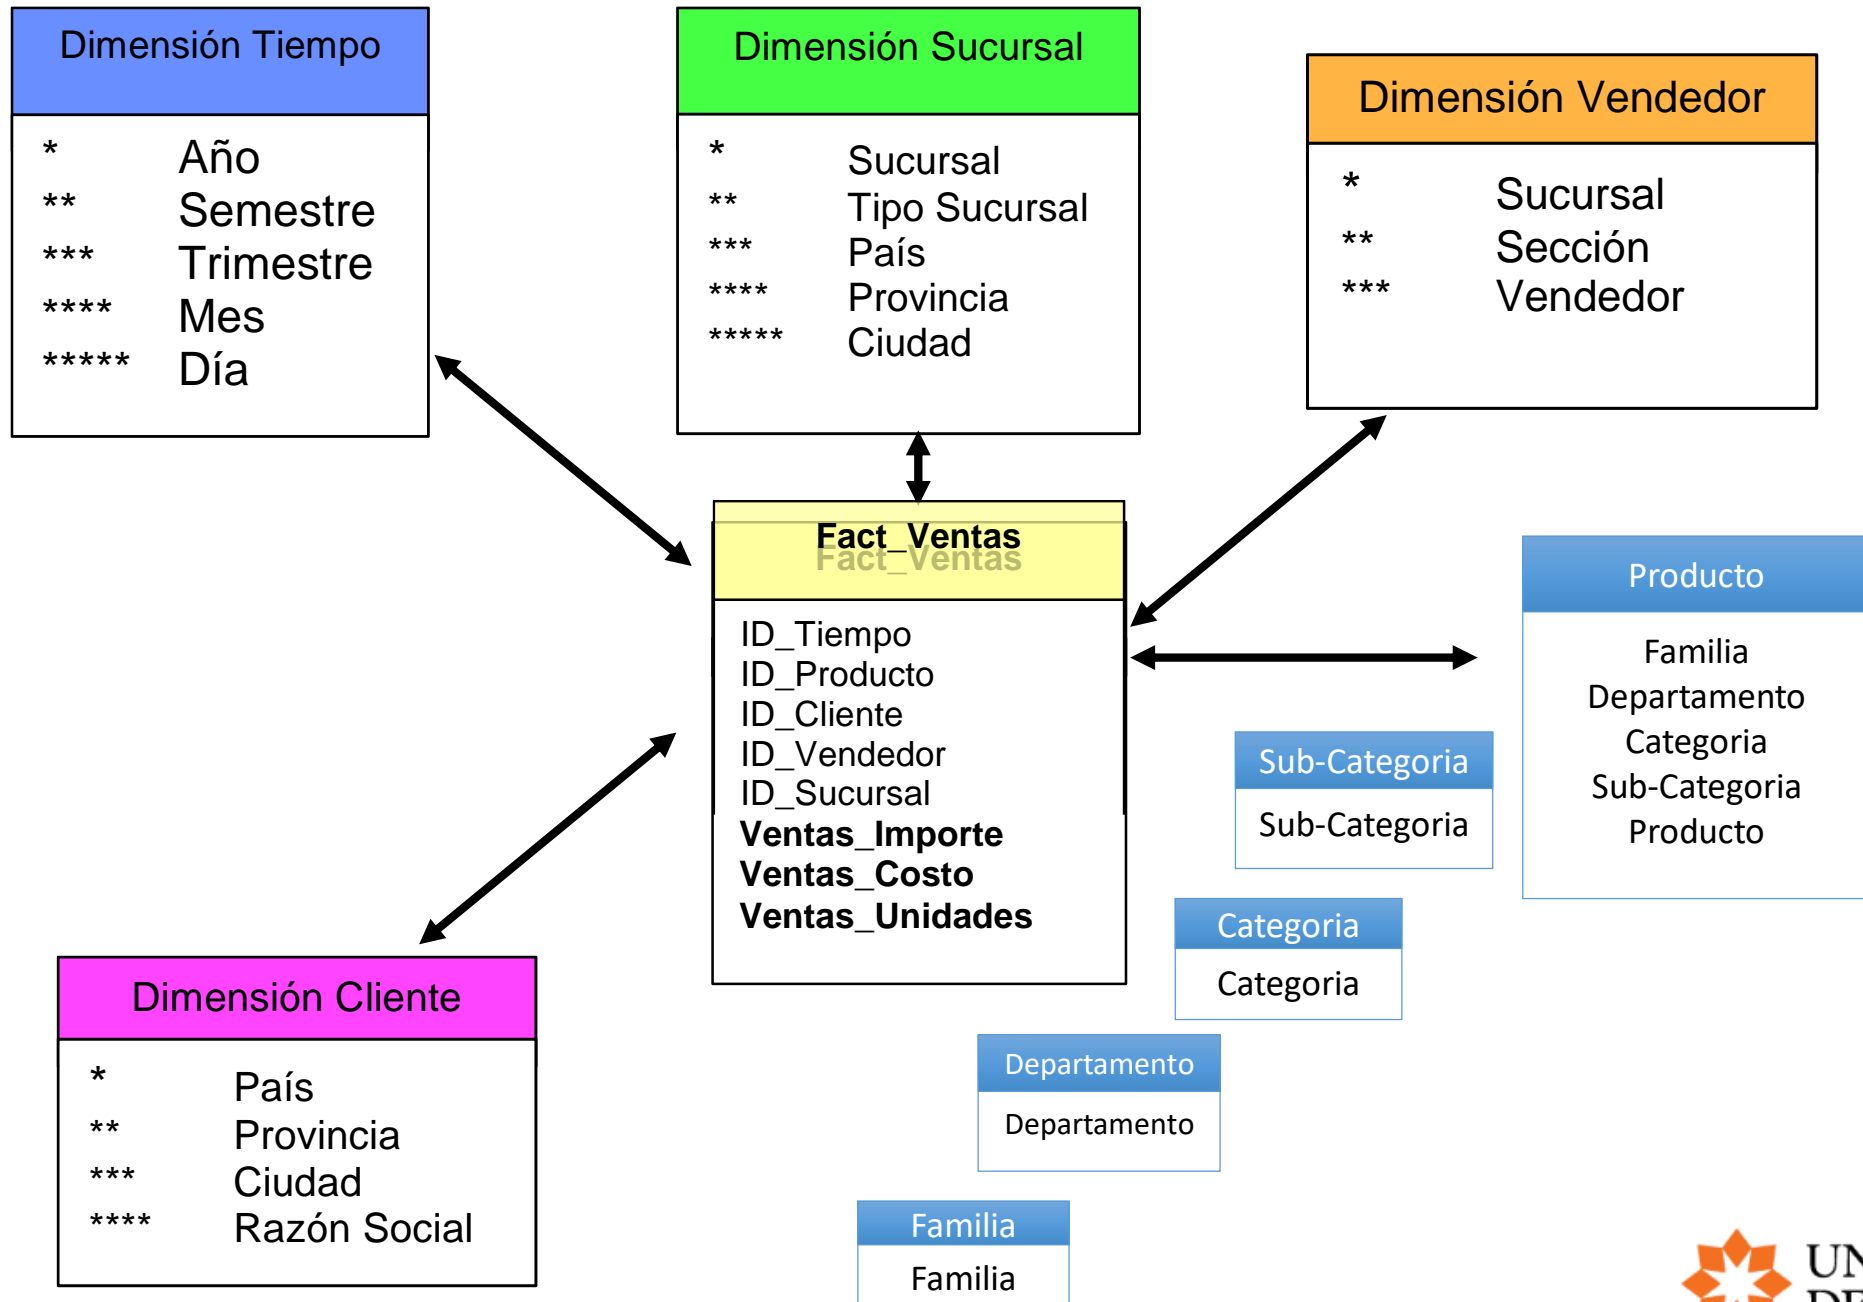 Dimensión Tiempo
* Año
** Semestre
*** Trimestre
**** Mes
***** Día
Dimensión Sucursal
* Sucursal
** Tipo Sucursal
*** País
**** Provincia
***** Ciudad
Dimensión Vendedor
* Sucursal
** Sección
*** Vendedor
Fact_Ventas
Fact_Ventas
ID_Tiempo
ID_Producto
ID_Cliente
ID_Vendedor
ID_Sucursal
Ventas_Importe
Ventas_Costo
Ventas_Unidades
Producto
Familia
Departamento
Categoria
Sub-Categoria
Producto
Sub-Categoria
Sub-Categoria
Categoria
Categoria
Departamento
Departamento
Familia
Familia
Dimensión Cliente
* País
** Provincia
*** Ciudad
**** Razón Social